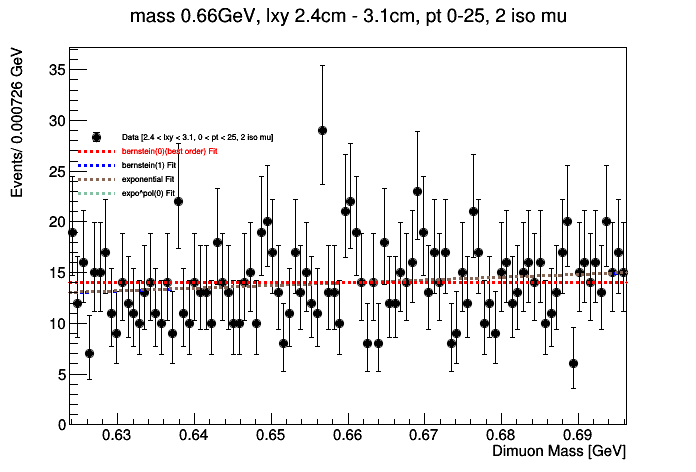 mass 0.66GeV, lxy 2.4cm - 3.1cm, pt 0-25, 2 iso mu
Events/ 0.000726 GeV
35
30
25
20
15
10
5
0
Data [2.4 < lxy < 3.1, 0 < pt < 25, 2 iso mu]
bernstein(0)(best order) Fit
bernstein(1) Fit
exponential Fit
expo*pol(0) Fit
0.63 0.64 0.65 0.66 0.67 0.68 0.69
Dimuon Mass [GeV]